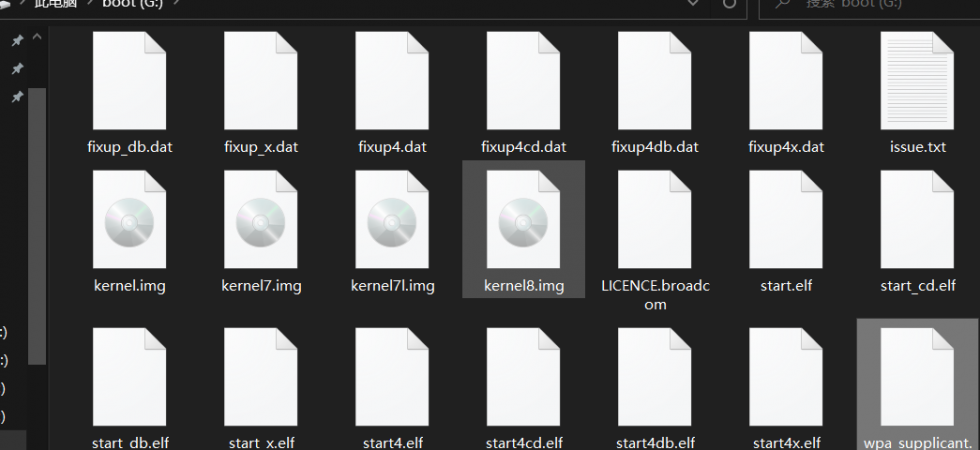 此电脑 boot (G:)
搜索"boot (G:)"
fixup_db.dat fixup_x.dat fixup4.dat fixup4cd.dat fixup4db.dat fixup4x.dat issue.txt
kernel.img kernel7.img kernel7l.img kernel8.img LICENCE.broadc start.elf start_cd.elf
om
:)
:)
)
)
start_db.elf start_x.elf start4.elf start4cd.elf start4db.elf start4x.elf wpa_supplicant.